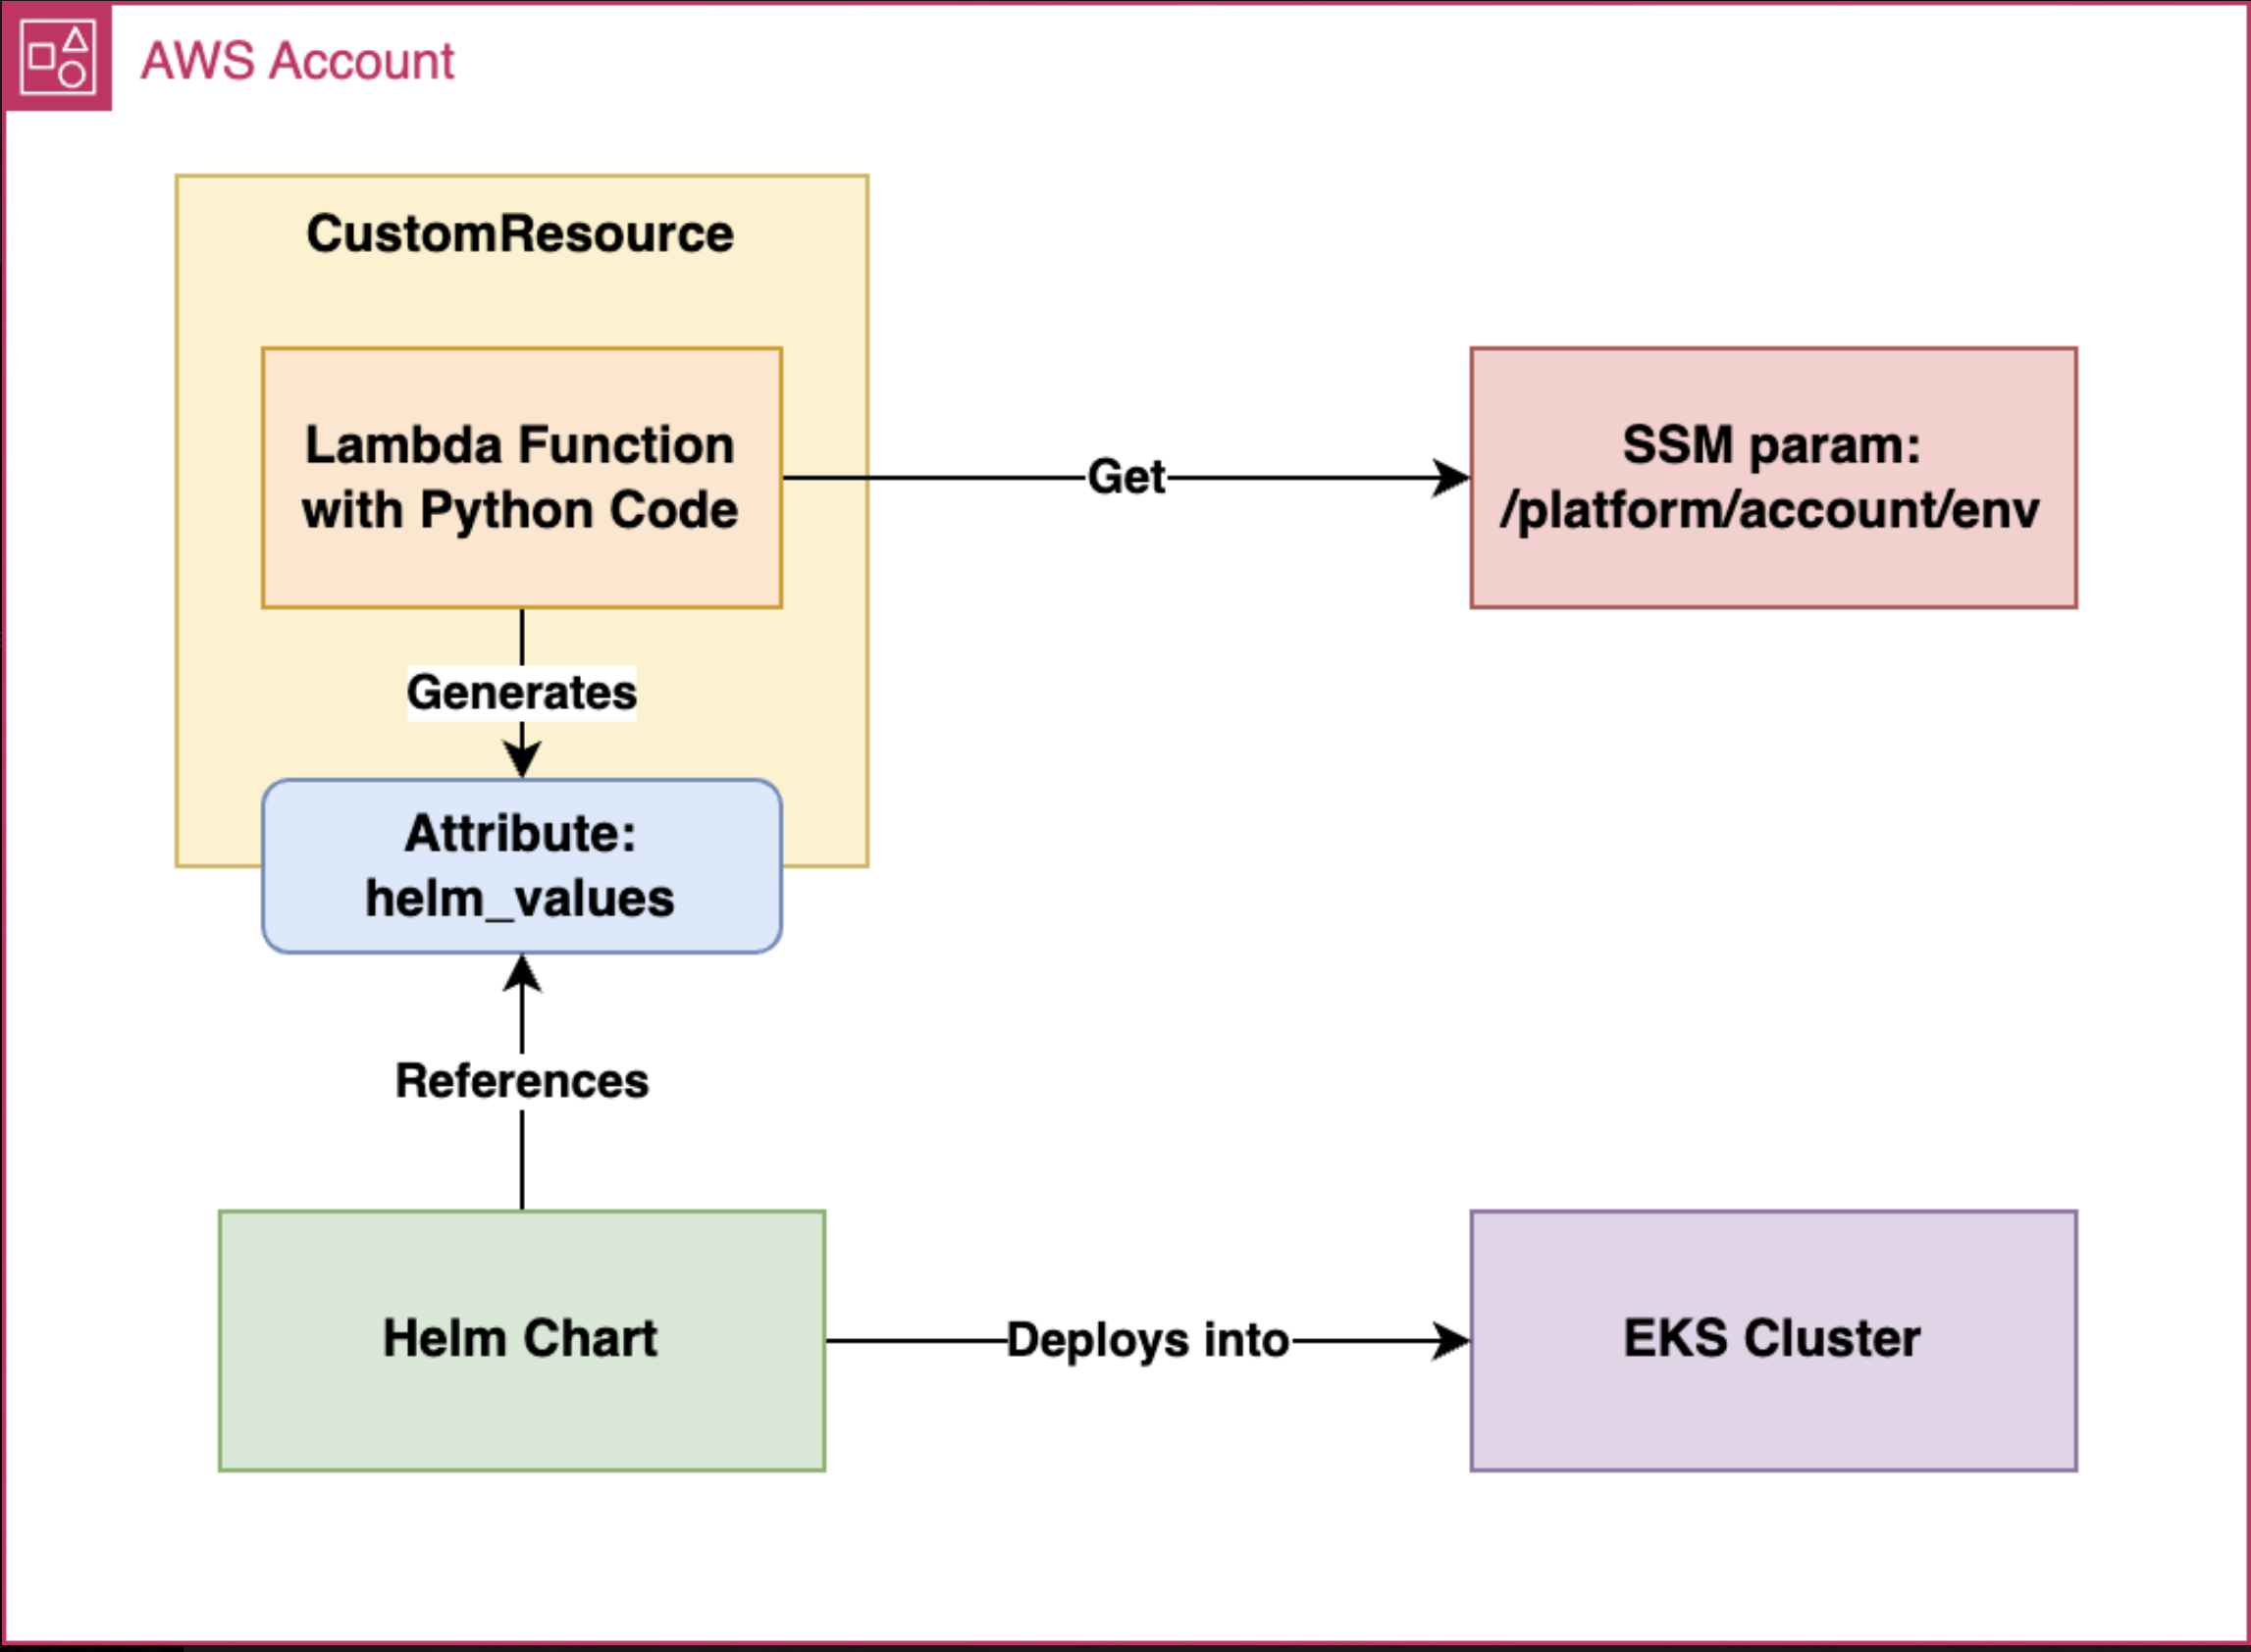 AWS Account
CustomResource
Lambda Function
with Python Code
Get
SSM param:
/platform/account/env
Generates
Attribute:
helm_values
References
Helm Chart
Deploys into
EKS Cluster